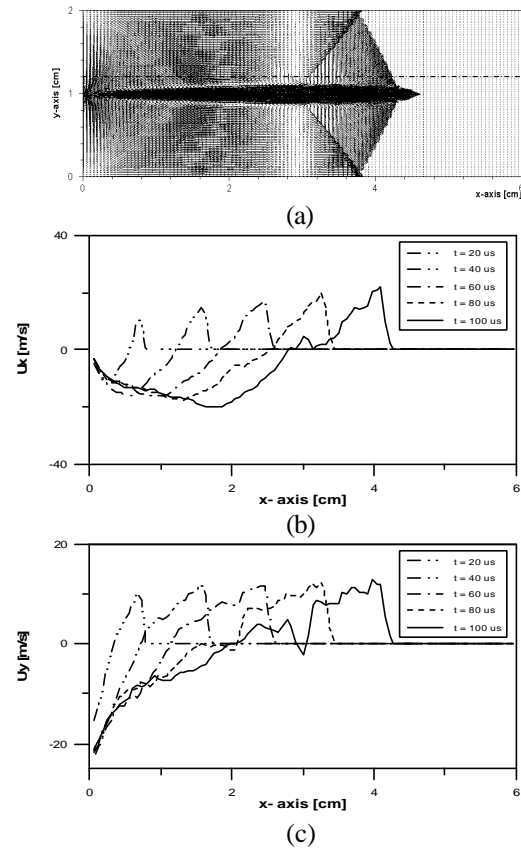 2
y-axis [cm]
1
0
0 2 4 6
x-axis [cm]
(a)
40
t = 20 us
t = 40 us
t = 60 us
t = 80 us
t = 100 us
Ux [m/s]
0
-40
0 2 4 6
x- axis [cm]
(b)
20
t = 20 us
t = 40 us
t = 60 us
t = 80 us
t = 100 us
Uy [m/s]
0
-20
0 2 4 6
x- axis [cm]
(c)